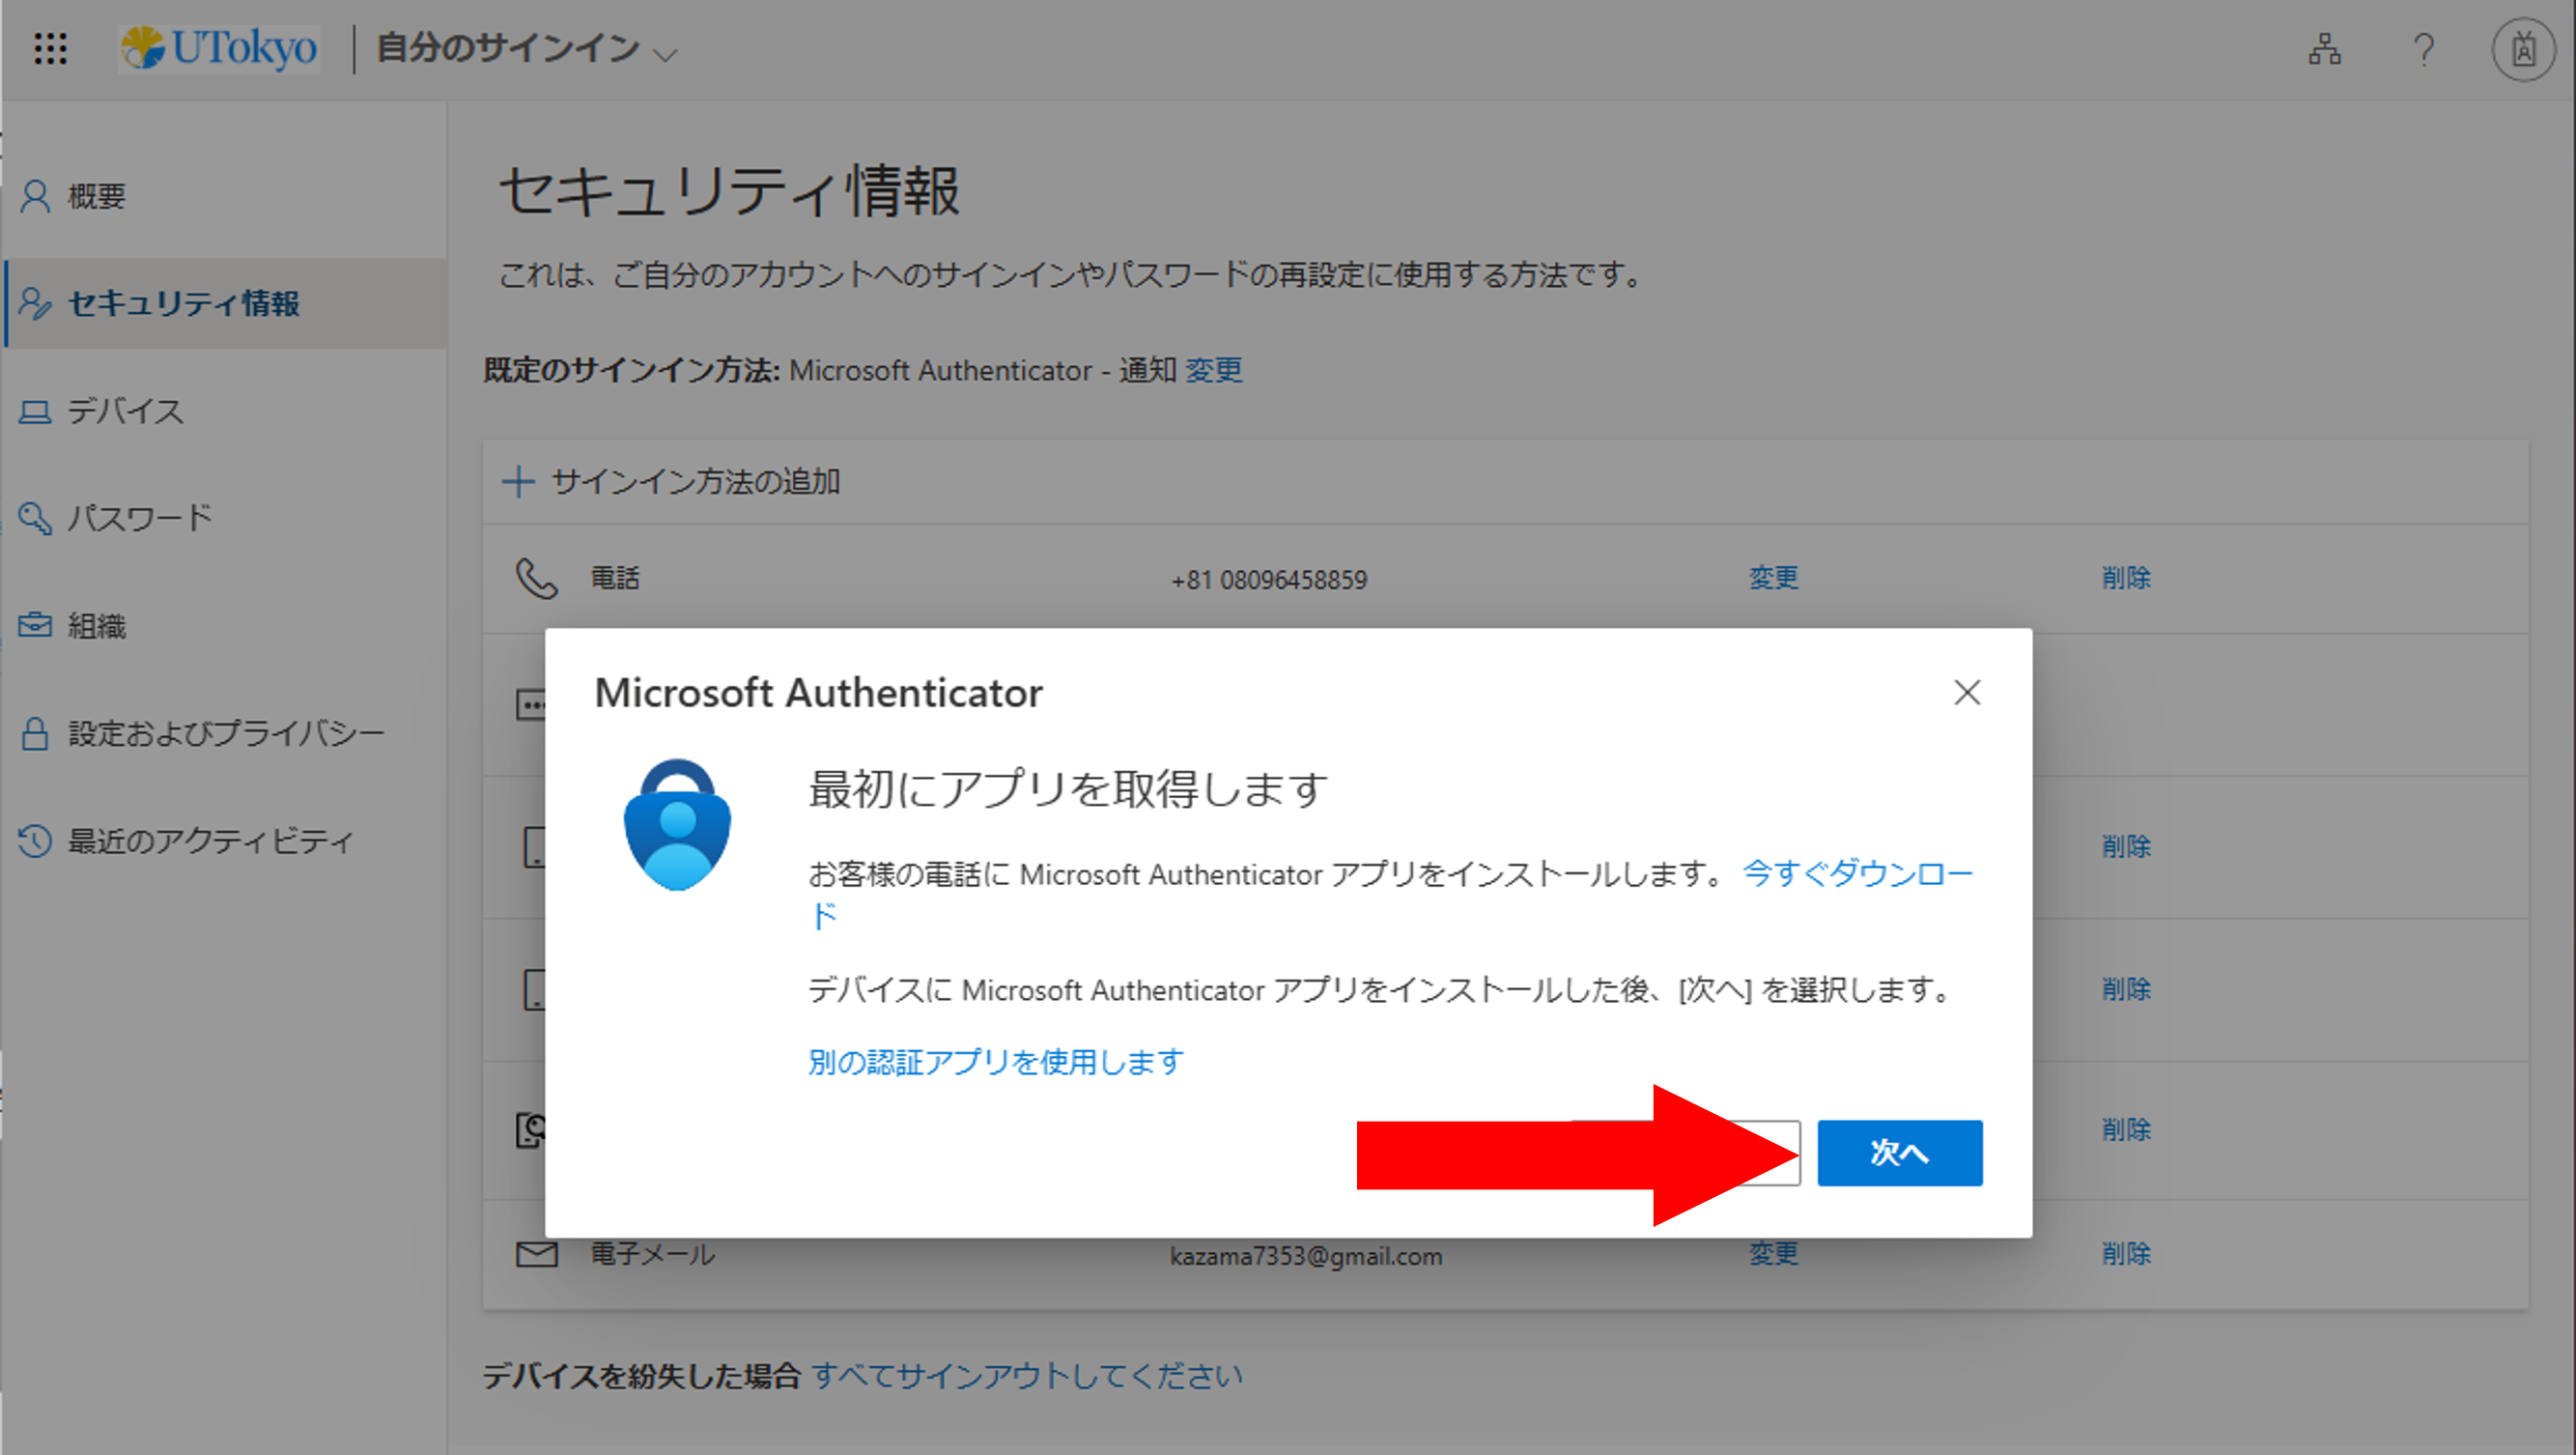 UTokyo
自分のサインイン
概要
セキュリティ情報
デバイス
パスワード
組織
設定およびプライバシー
最近のアクティビティ
セキュリティ情報
これは、ご自分のアカウントへのサインインやパスワードの再設定に使用する方法です。
既定のサインイン方法: Microsoft Authenticator - 通知 変更
サインイン方法の追加
電話 +81 08096458859 変更 削除
Microsoft Authenticator
最初にアプリを取得します
お客様の電話に Microsoft Authenticator アプリをインストールします。 今すぐダウンロー
ド
デバイスに Microsoft Authenticator アプリをインストールした後、[次へ] を選択します。
別の認証アプリを使用します
次へ
削除
削除
削除
電子メール kazama7353@gmail.com 変更 削除
デバイスを紛失した場合 すべてサインアウトしてください